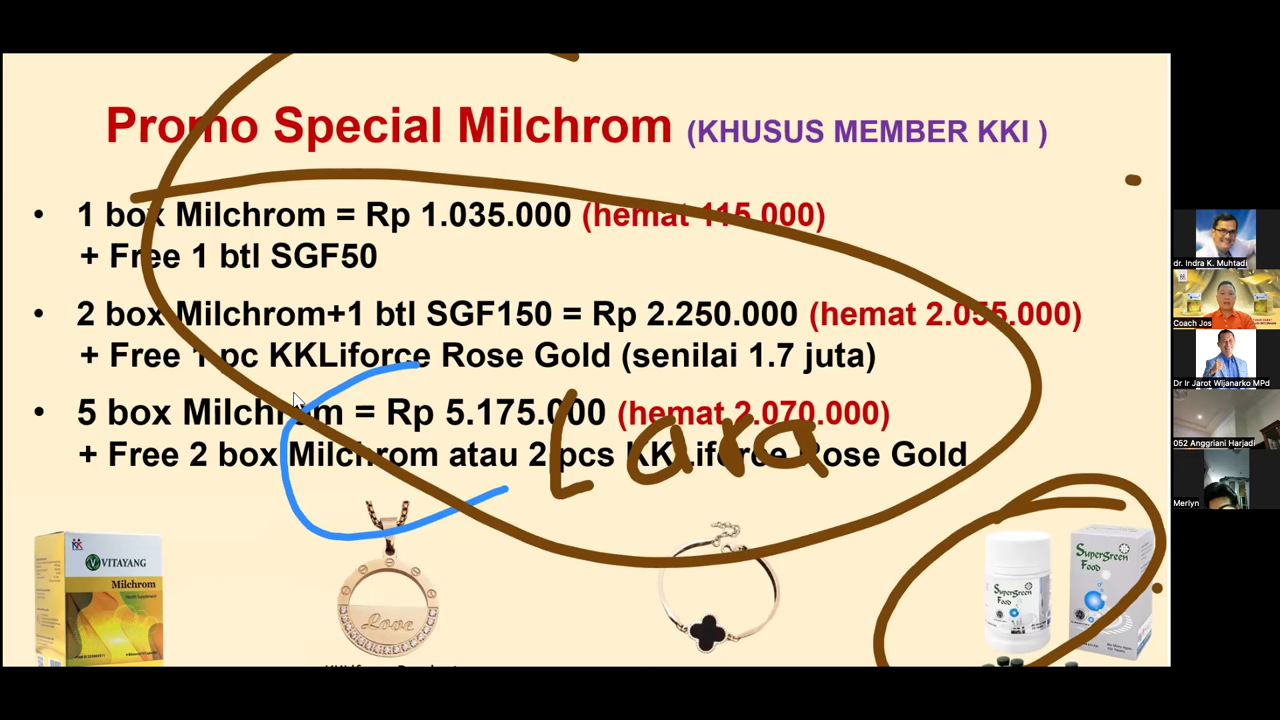 Promo Special Milchrom (KHUSUS MEMBER KKI )
• 1 box Milchrom = Rp 1.035.000 (hemat 115.000)
+ Free 1 btl SGF50
• 2 box Milchrom+1 btl SGF150 = Rp 2.250.000 (hemat 2.055.000)
+ Free 1 pc KKLiforce Rose Gold (senilai 1.7 juta)
• 5 box Milchrom = Rp 5.175.000 (hemat 2.070.000)
+ Free 2 box Milchrom atau 2 pcs KKLiforce Rose Gold
Lara
VITAYANG
Milchrom
Love
Supergreen
Food
Supergreen
Food
dr. Indra K. Muhtadi
Coach Jos
Dr Ir Jarot Wijanarko MPd
052 Anggriani Harjadi
Merlyn